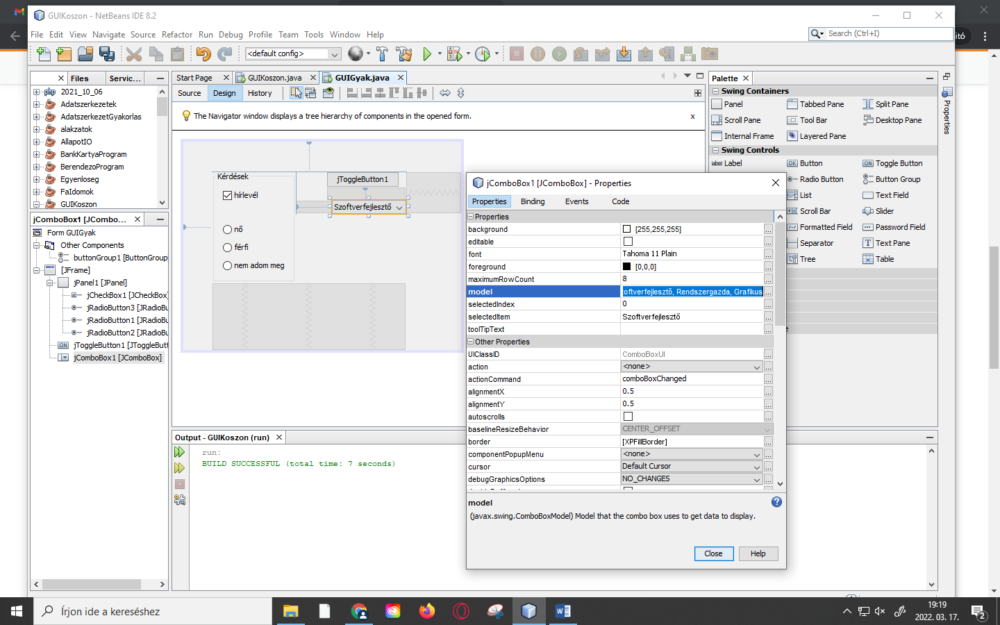 GUIKoszon - NetBeans IDE 8.2
File Edit View Navigate Source Refactor Run Debug Profile Team Tools Window Help
Search (Ctrl+I)
itó
<default config>
Files
Servic...
2021_10_06
Adatszerkezetek
AdatszerkezetGyakorlas
alakzatok
AllapotIO
BankKartyaProgram
BerendezoProgram
Egyenloseg
FaIdomok
GUIKoszon
jComboBox1 [JCombo...
Form GUIGyak
Other Components
buttonGroup1 [ButtonGroup
[JFrame]
jPanel1 [JPanel]
jCheckBox1 [JCheckBox]
jRadioButton3 [JRadioBu
jRadioButton1 [JRadioBu
jRadioButton2 [JRadioBu
jToggleButton1 [JToggleButt
jComboBox1 [JComboBox]
Start Page
GUIKoszon.java
GUIGyak.java
Source Design History
The Navigator window displays a tree hierarchy of components in the opened form.
x
Kérdések
hírlevél
nő
férfi
nem adom meg
jToggleButton1
Szoftverfejlesztő
Output - GUIKoszon (run)
run:
BUILD SUCCESSFUL (total time: 7 seconds)
Palette
Swing Containers
Panel Tabbed Pane Split Pane
Scroll Pane Tool Bar Desktop Pane
Internal Frame Layered Pane
Swing Controls
label Label OK Button ON Toggle Button
Radio Button Button Group
List Text Field
Scroll Bar Slider
Formatted Field Password Field
Separator Text Pane
Tree Table
Properties
jComboBox1 [JComboBox] - Properties
Properties Binding Events Code
Properties
background [255,255,255]
editable
font Tahoma 11 Plain
foreground [0,0,0]
maximumRowCount 8
model oftverfejlesztő, Rendszergazda, Grafikus
selectedIndex 0
selectedItem Szoftverfejlesztő
toolTipText
Other Properties
UIClassID ComboBoxUI
action <none>
actionCommand comboBoxChanged
alignmentX 0.5
alignmentY 0.5
autoscrolls
baselineResizeBehavior CENTER_OFFSET
border [XPFillBorder]
componentPopupMenu <none>
cursor Default Cursor
debugGraphicsOptions NO_CHANGES
model
(javax.swing.ComboBoxModel) Model that the combo box uses to get data to display.
Close Help
Írjon ide a kereséshez
19:19
2022. 03. 17.
2